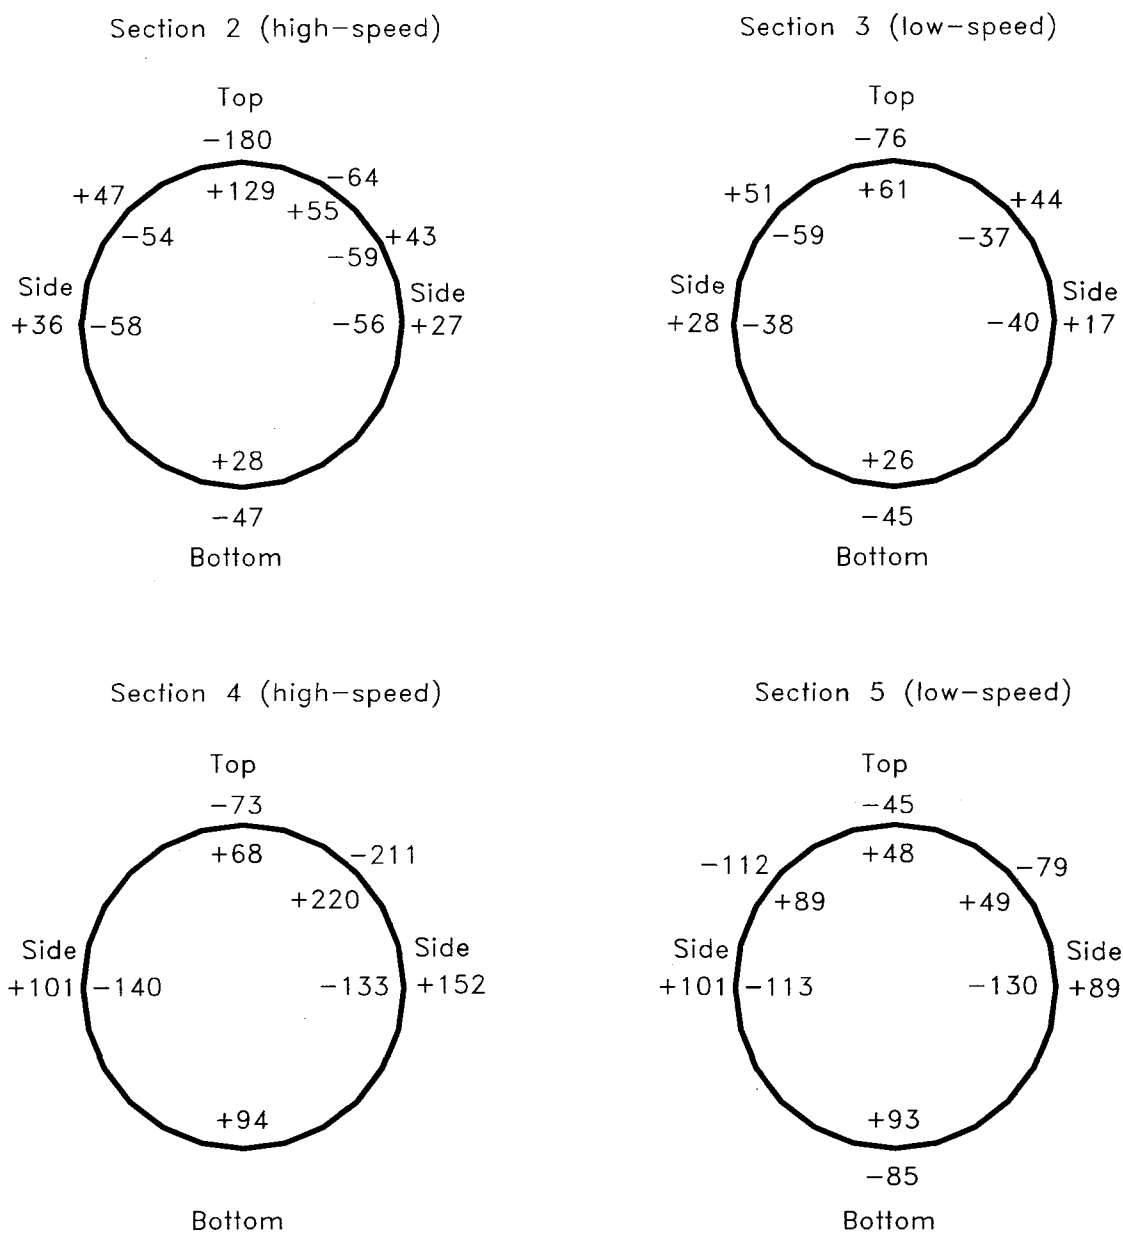 Section 2 (high-speed)
Top
-180
+129
-64
+55
+47
-54
+43
-59
Side
+36
-58
-56
Side
+27
+28
-47
Bottom
Section 3 (low-speed)
Top
-76
+61
+51
-59
+44
-37
Side
+28
-38
-40
Side
+17
+26
-45
Bottom
Section 4 (high-speed)
Top
-73
+68
-211
+220
Side
+101
-140
-133
Side
+152
+94
Bottom
Section 5 (low-speed)
Top
-45
+48
-112
+89
-79
+49
Side
+101
-113
-130
Side
+89
+93
-85
Bottom